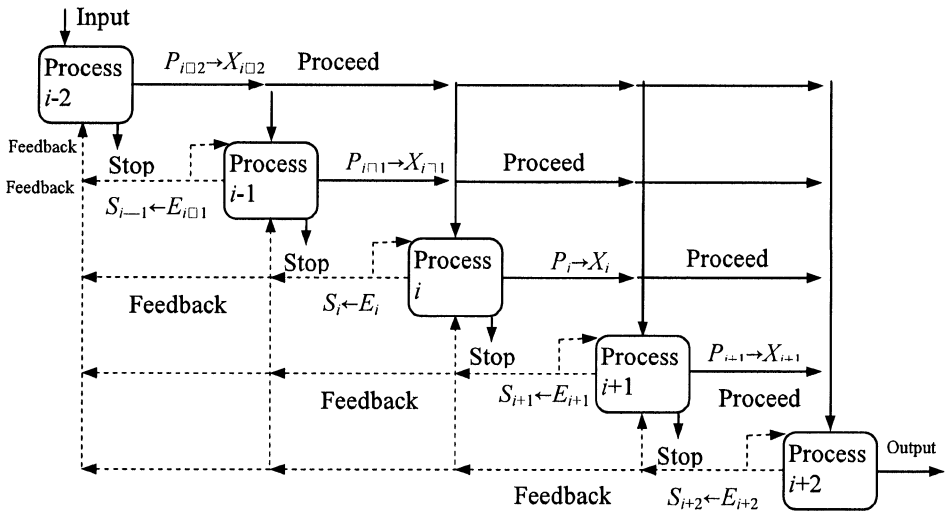 Input
Process
i-2
Pi□2→Xi□2
Proceed
Feedback
Stop
Process
i-1
Pi□1→Xi□1
Proceed
Feedback
Si—1←Ei□1
Stop
Process
i
Pi→Xi
Proceed
Feedback
Si←Ei
Stop
Process
i+1
Pi+1→Xi+1
Proceed
Feedback
Si+1←Ei+1
Stop
Process
i+2
Output
Feedback
Si+2←Ei+2